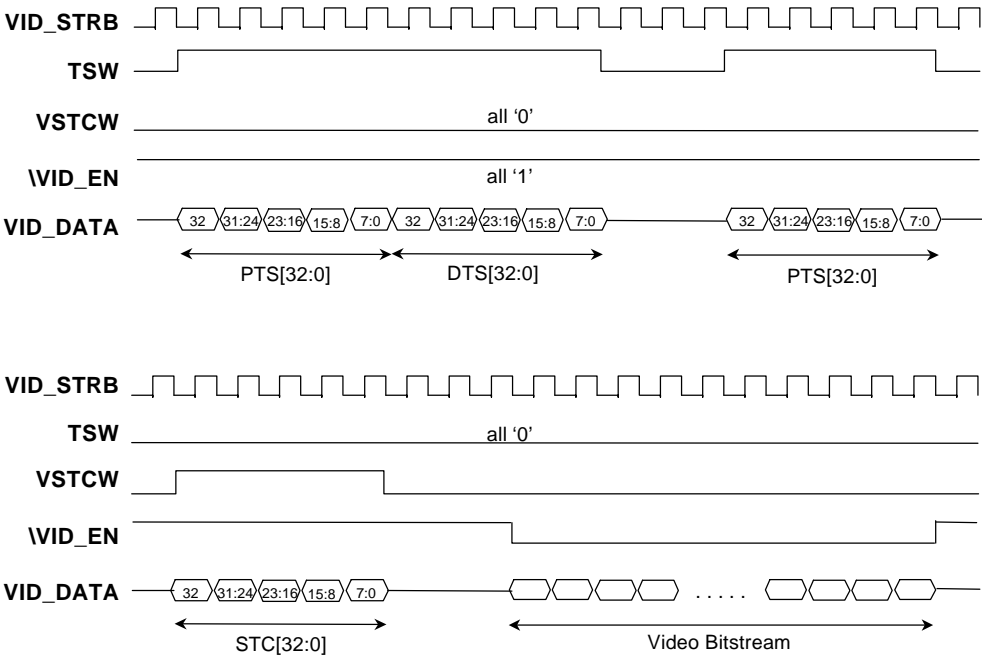 VID_STRB
TSW
VSTCW all ‘0’
\VID_EN all ‘1’
VID_DATA 32 31:24 23:16 15:8 7:0 32 31:24 23:16 15:8 7:0 32 31:24 23:16 15:8 7:0
PTS[32:0] DTS[32:0] PTS[32:0]
VID_STRB
TSW all ‘0’
VSTCW
\VID_EN
VID_DATA 32 31:24 23:16 15:8 7:0 . . . . .
STC[32:0] Video Bitstream